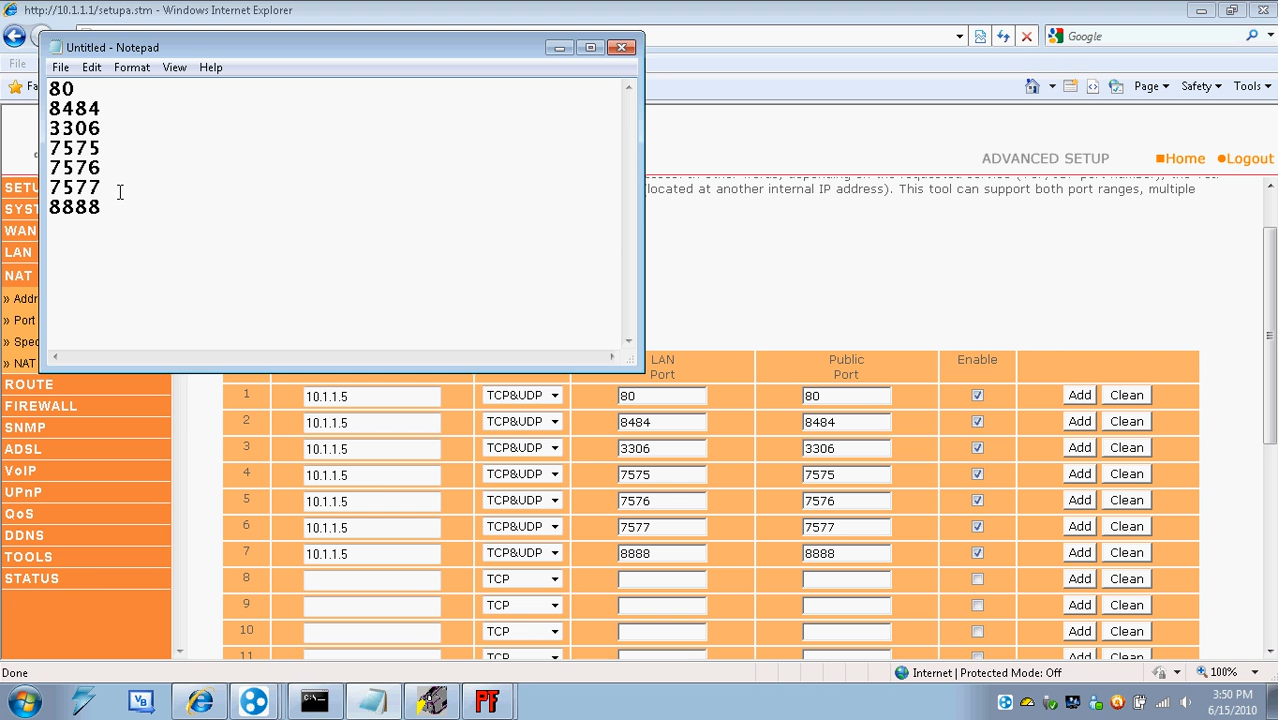 http://10.1.1.1/setupa.stm - Windows Internet Explorer
Google
File
Page
Safety
Tools
Untitled - Notepad
File Edit Format View Help
80
8484
3306
7575
7576
7577
8888
ADVANCED SETUP
Home
Logout
(located at another internal IP address). This tool can support both port ranges, multiple
WAN
LAN
NAT
» Port
» NAT
ROUTE
FIREWALL
SNMP
ADSL
VoIP
UPnP
QoS
DDNS
TOOLS
STATUS
LAN Port
Public Port
Enable
1 10.1.1.5 TCP&UDP 80 80 Add Clean
2 10.1.1.5 TCP&UDP 8484 8484 Add Clean
3 10.1.1.5 TCP&UDP 3306 3306 Add Clean
4 10.1.1.5 TCP&UDP 7575 7575 Add Clean
5 10.1.1.5 TCP&UDP 7576 7576 Add Clean
6 10.1.1.5 TCP&UDP 7577 7577 Add Clean
7 10.1.1.5 TCP&UDP 8888 8888 Add Clean
8 TCP Add Clean
9 TCP Add Clean
10 TCP Add Clean
11 Add Clean
Done
Internet | Protected Mode: Off
100%
VB
C:\
PF
3:50 PM
6/15/2010